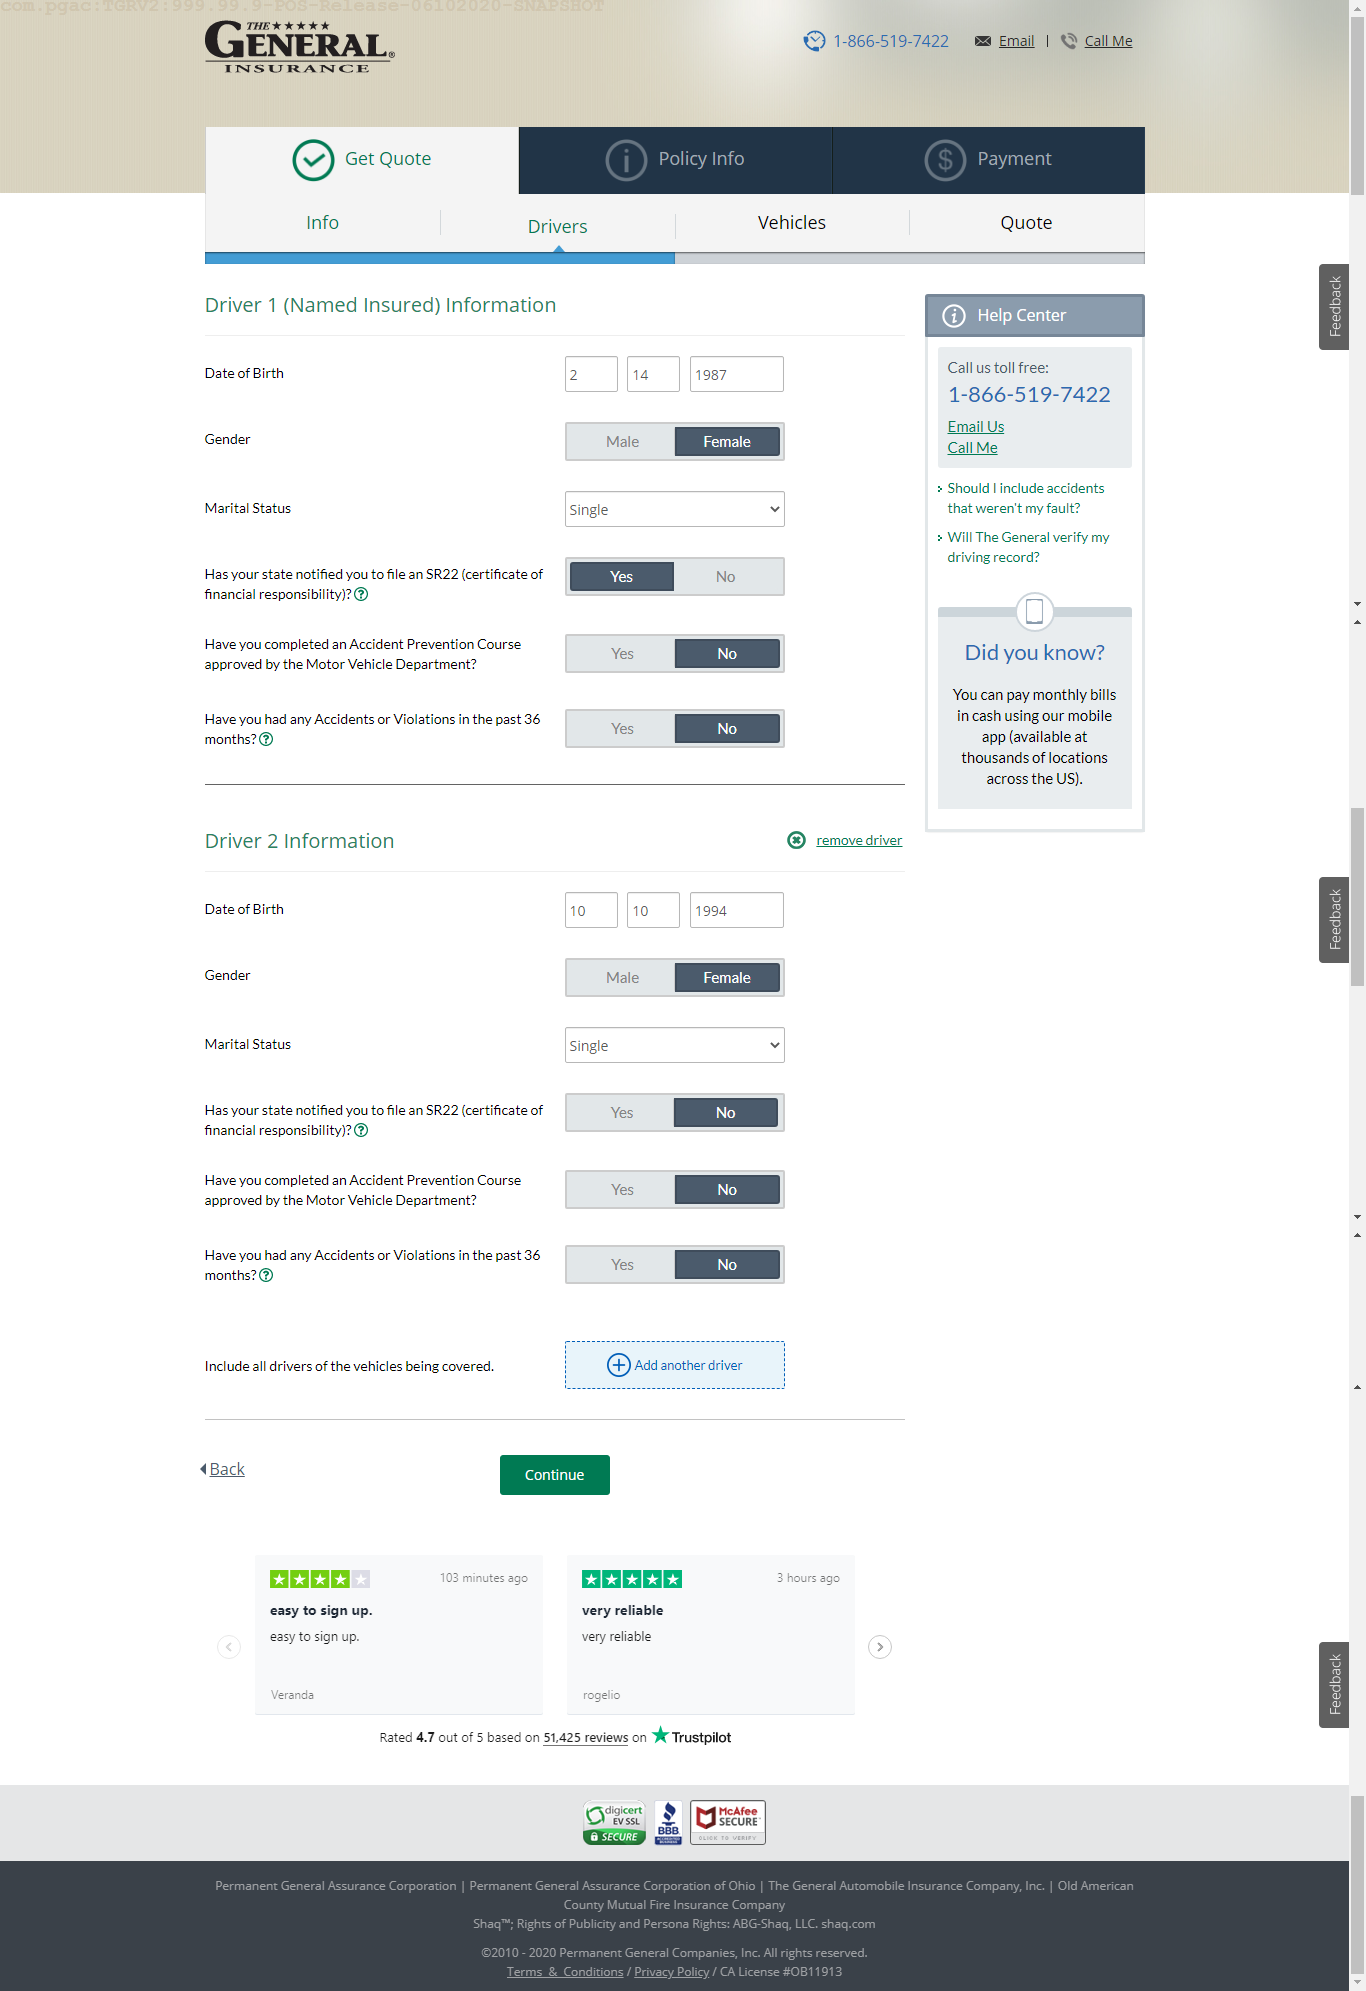 com.pgac:TGRV2:999.99.9-POS-Release-06102020-SNAPSHOT
THE
GENERAL®
INSURANCE
1-866-519-7422 Email | Call Me
Get Quote Policy Info Payment
Info Drivers Vehicles Quote
Driver 1 (Named Insured) Information
Date of Birth 2 14 1987
Gender Male Female
Marital Status Single
Has your state notified you to file an SR22 (certificate of
financial responsibility)? Yes No
Have you completed an Accident Prevention Course
approved by the Motor Vehicle Department? Yes No
Have you had any Accidents or Violations in the past 36
months? Yes No
Help Center
Call us toll free:
1-866-519-7422
Email Us
Call Me
Should I include accidents
that weren't my fault?
Will The General verify my
driving record?
Did you know?
You can pay monthly bills
in cash using our mobile
app (available at
thousands of locations
across the US).
Feedback
Driver 2 Information remove driver
Date of Birth 10 10 1994
Gender Male Female
Marital Status Single
Has your state notified you to file an SR22 (certificate of
financial responsibility)? Yes No
Have you completed an Accident Prevention Course
approved by the Motor Vehicle Department? Yes No
Have you had any Accidents or Violations in the past 36
months? Yes No
Feedback
Include all drivers of the vehicles being covered. Add another driver
Back Continue
103 minutes ago
easy to sign up.
easy to sign up.
Veranda
3 hours ago
very reliable
very reliable
rogelio
Feedback
Rated 4.7 out of 5 based on 51,425 reviews on Trustpilot
digicert
EV SSL
SECURE
BBB
ACCREDITED
BUSINESS
McAfee
SECURE
CLICK TO VERIFY
Permanent General Assurance Corporation | Permanent General Assurance Corporation of Ohio | The General Automobile Insurance Company, Inc. | Old American
County Mutual Fire Insurance Company
Shaq™; Rights of Publicity and Persona Rights: ABG-Shaq, LLC. shaq.com
©2010 - 2020 Permanent General Companies, Inc. All rights reserved.
Terms & Conditions / Privacy Policy / CA License #OB11913